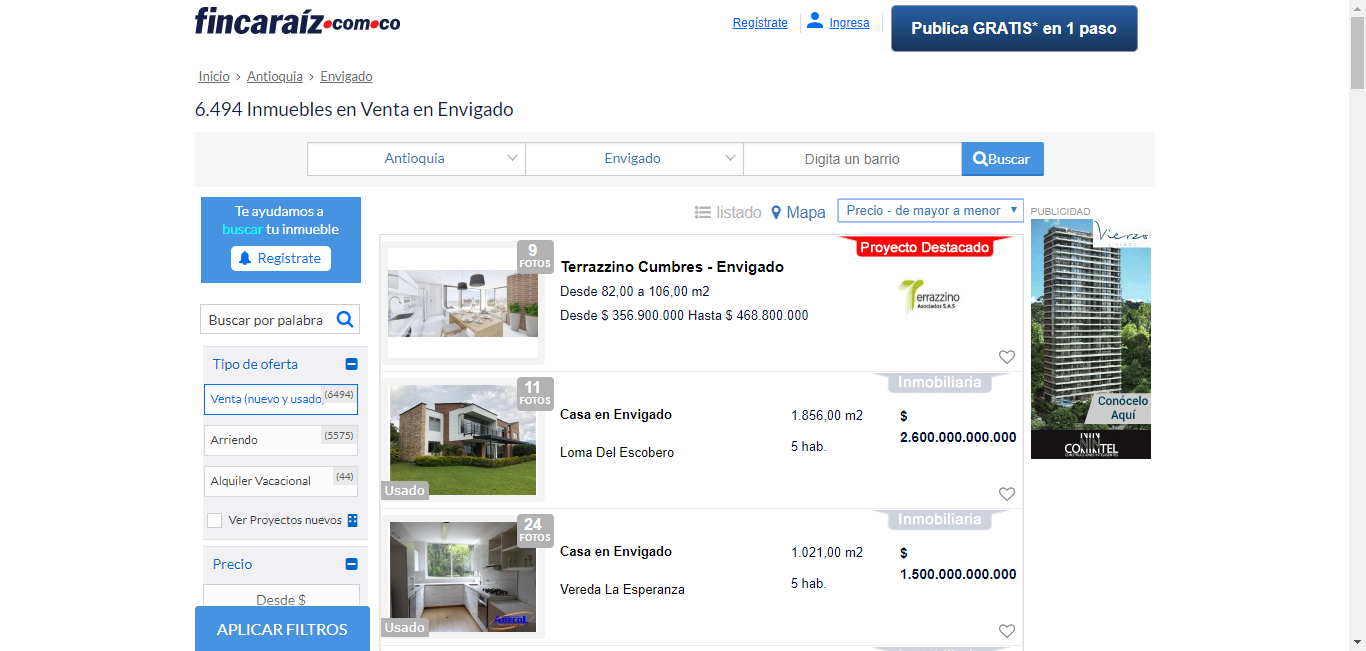 fincaraíz.com.co
Regístrate
Ingresa
Publica GRATIS* en 1 paso
Inicio > Antioquia > Envigado
6.494 Inmuebles en Venta en Envigado
Antioquia
Envigado
Digita un barrio
Buscar
Te ayudamos a
buscar tu inmueble
Registrate
Buscar por palabra
Tipo de oferta
Venta (nuevo y usado)
(6494)
Arriendo
(5575)
Alquiler Vacacional
(44)
Ver Proyectos nuevos
Precio
Desde $
APLICAR FILTROS
listado
Mapa
Precio - de mayor a menor
9
FOTOS
Terrazzino Cumbres - Envigado
Desde 82,00 a 106,00 m2
Desde $ 356.900.000 Hasta $ 468.800.000
Proyecto Destacado
Terrazzino
Asociados S.A.S
11
FOTOS
Usado
Casa en Envigado
Loma Del Escobero
1.856,00 m2
5 hab.
Inmobiliaria
$
2.600.000.000.000
24
FOTOS
Usado
Casa en Envigado
Vereda La Esperanza
1.021,00 m2
5 hab.
Inmobiliaria
$
1.500.000.000.000
PUBLICIDAD
Vierzo
Conócelo
Aquí
CONINTEL